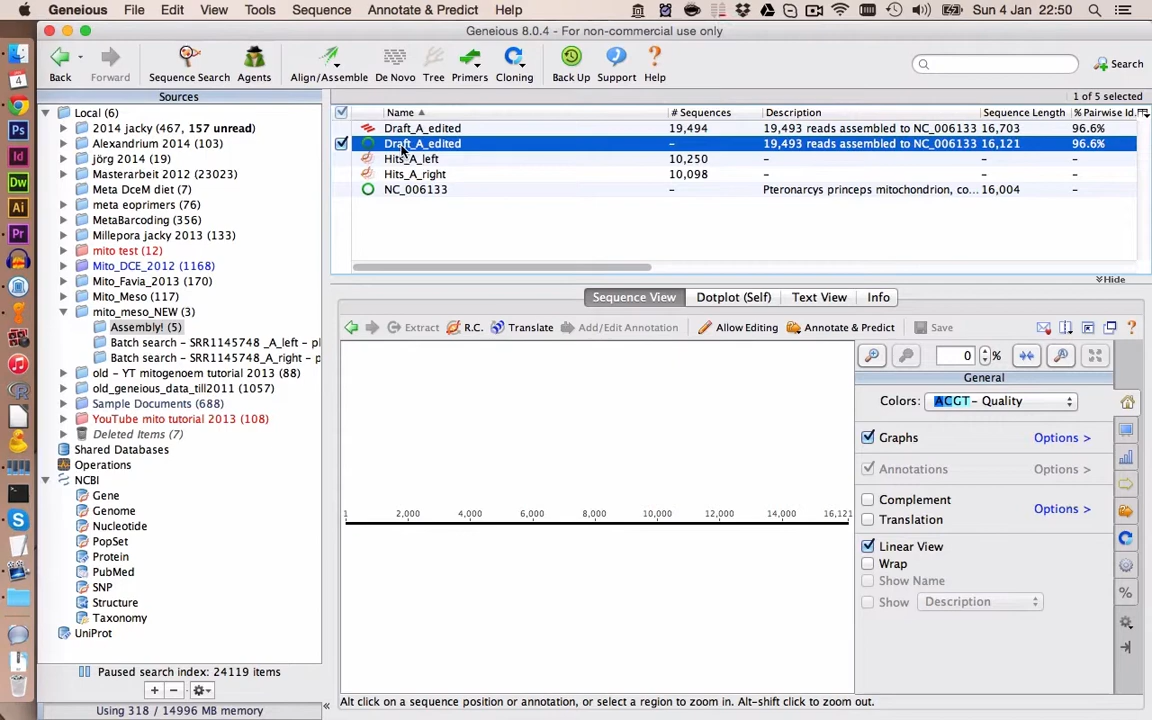 Geneious File Edit View Tools Sequence Annotate & Predict Help Sun 4 Jan 22:50
Geneious 8.0.4 - For non-commercial use only
Back Forward Sequence Search Agents Align/Assemble De Novo Tree Primers Cloning Back Up Support Help Search
Sources
1 of 5 selected
Name # Sequences Description Sequence Length % Pairwise Id.
Draft_A_edited 19,494 19,493 reads assembled to NC_006133 16,703 96.6%
Draft_A_edited - 19,493 reads assembled to NC_006133 16,121 96.6%
Hits_A_left 10,250 - - -
Hits_A_right 10,098 - - -
NC_006133 - Pteronarcys princeps mitochondrion, co... 16,004 -
Local (6)
2014 jacky (467, 157 unread)
Alexandrium 2014 (103)
jörg 2014 (19)
Masterarbeit 2012 (23023)
Meta DceM diet (7)
meta eoprimers (76)
MetaBarcoding (356)
Millepora jacky 2013 (133)
mito test (12)
Mito_DCE_2012 (1168)
Mito_Favia_2013 (170)
Mito_Meso (117)
mito_meso_NEW (3)
Assembly! (5)
Batch search - SRR1145748 _A_left - pl
Batch search - SRR1145748_A_right - p
old - YT mitogenoem tutorial 2013 (88)
old_geneious_data_till2011 (1057)
Sample Documents (688)
YouTube mito tutorial 2013 (108)
Deleted Items (7)
Shared Databases
Operations
NCBI
Gene
Genome
Nucleotide
PopSet
Protein
PubMed
SNP
Structure
Taxonomy
UniProt
Paused search index: 24119 items
Using 318 / 14996 MB memory
Hide
Sequence View Dotplot (Self) Text View Info
Extract R.C. Translate Add/Edit Annotation Allow Editing Annotate & Predict Save
0 %
General
Colors: ACGT - Quality
Graphs Options >
Annotations Options >
Complement
Translation Options >
Linear View
Wrap
Show Name
Show Description
1 2,000 4,000 6,000 8,000 10,000 12,000 14,000 16,121
Alt click on a sequence position or annotation, or select a region to zoom in. Alt-shift click to zoom out.